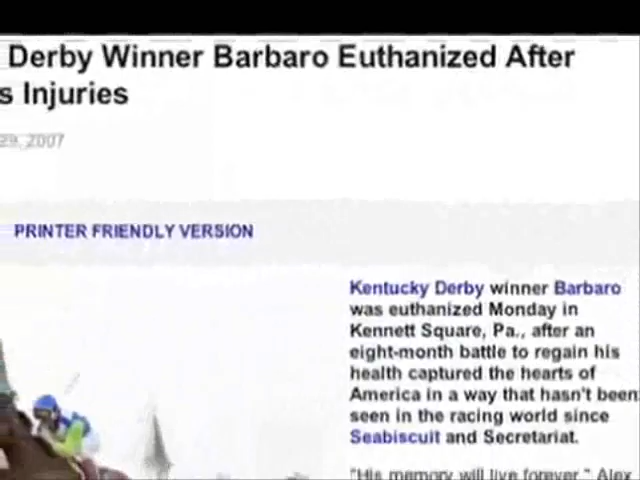 Derby Winner Barbaro Euthanized After
s Injuries
29, 2007
PRINTER FRIENDLY VERSION
Kentucky Derby winner Barbaro
was euthanized Monday in
Kennett Square, Pa., after an
eight-month battle to regain his
health captured the hearts of
America in a way that hasn't been
seen in the racing world since
Seabiscuit and Secretariat.
"His memory will live forever," Alex